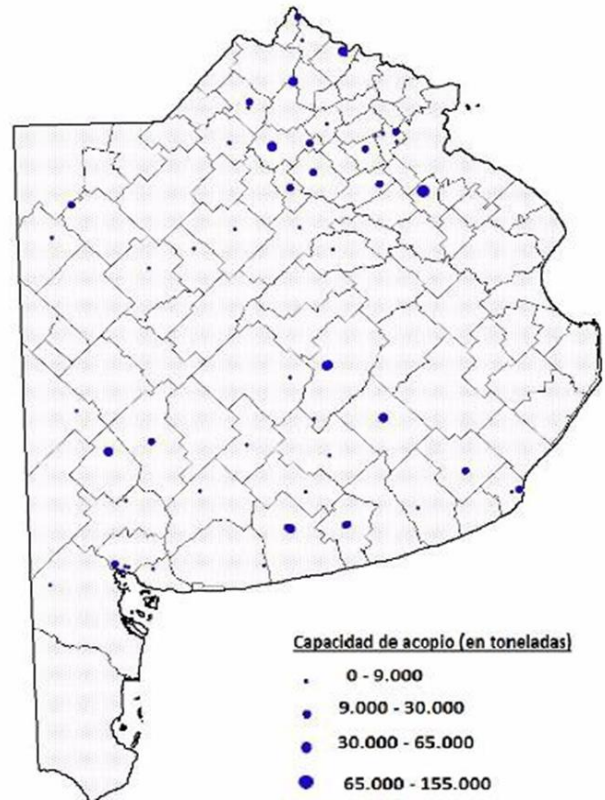 Capacidad de acopio (en toneladas)
0 - 9.000
9.000 - 30.000
30.000 - 65.000
65.000 - 155.000